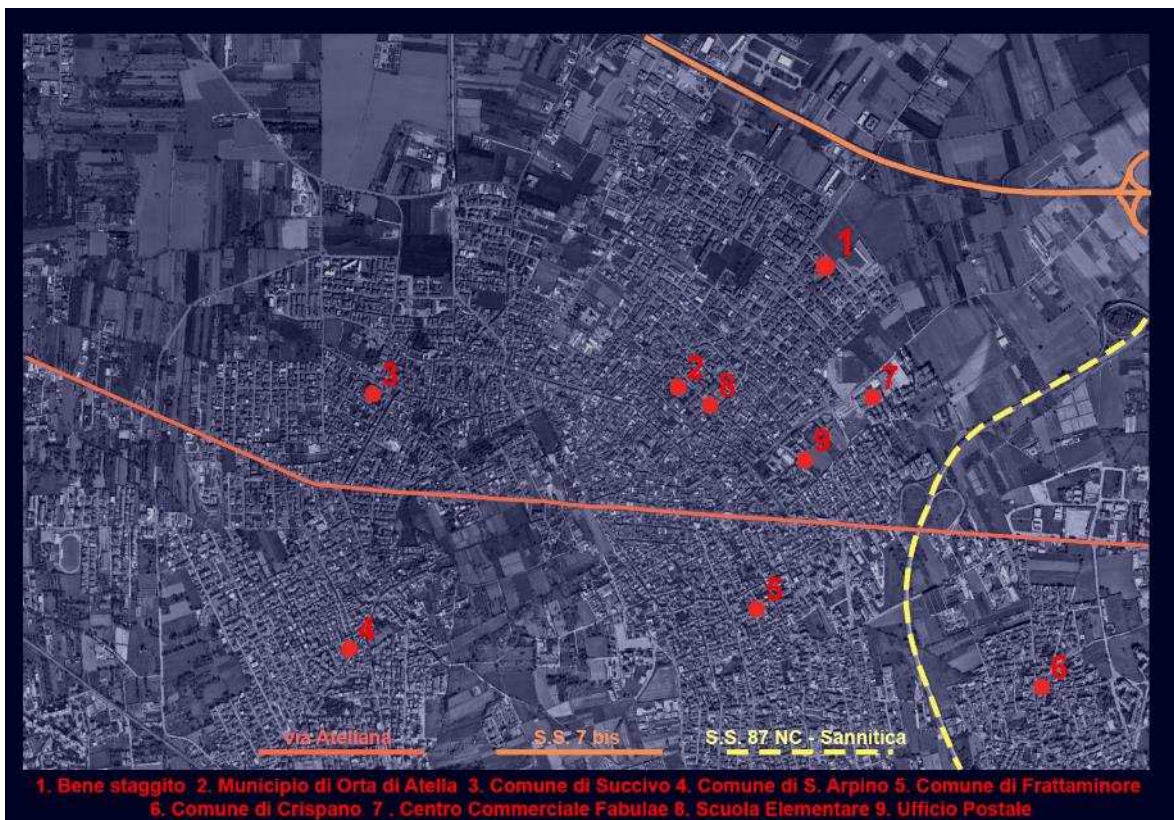 1
2
8
3
7
9
5
4
6
via Atellana
S.S. 7 bis
S.S. 87 NC - Sannitica
1. Bene staggito 2. Municipio di Orta di Atella 3. Comune di Succivo 4. Comune di S. Arpino 5. Comune di Frattaminore
6. Comune di Crispano 7 . Centro Commerciale Fabulae 8. Scuola Elementare 9. Ufficio Postale